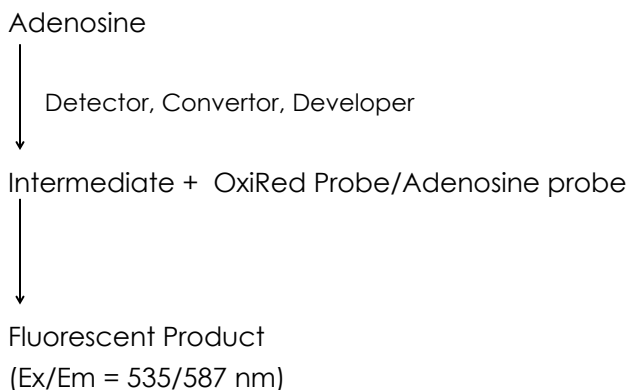 Adenosine
Detector, Convertor, Developer
Intermediate + OxiRed Probe/Adenosine probe
Fluorescent Product
(Ex/Em = 535/587 nm)